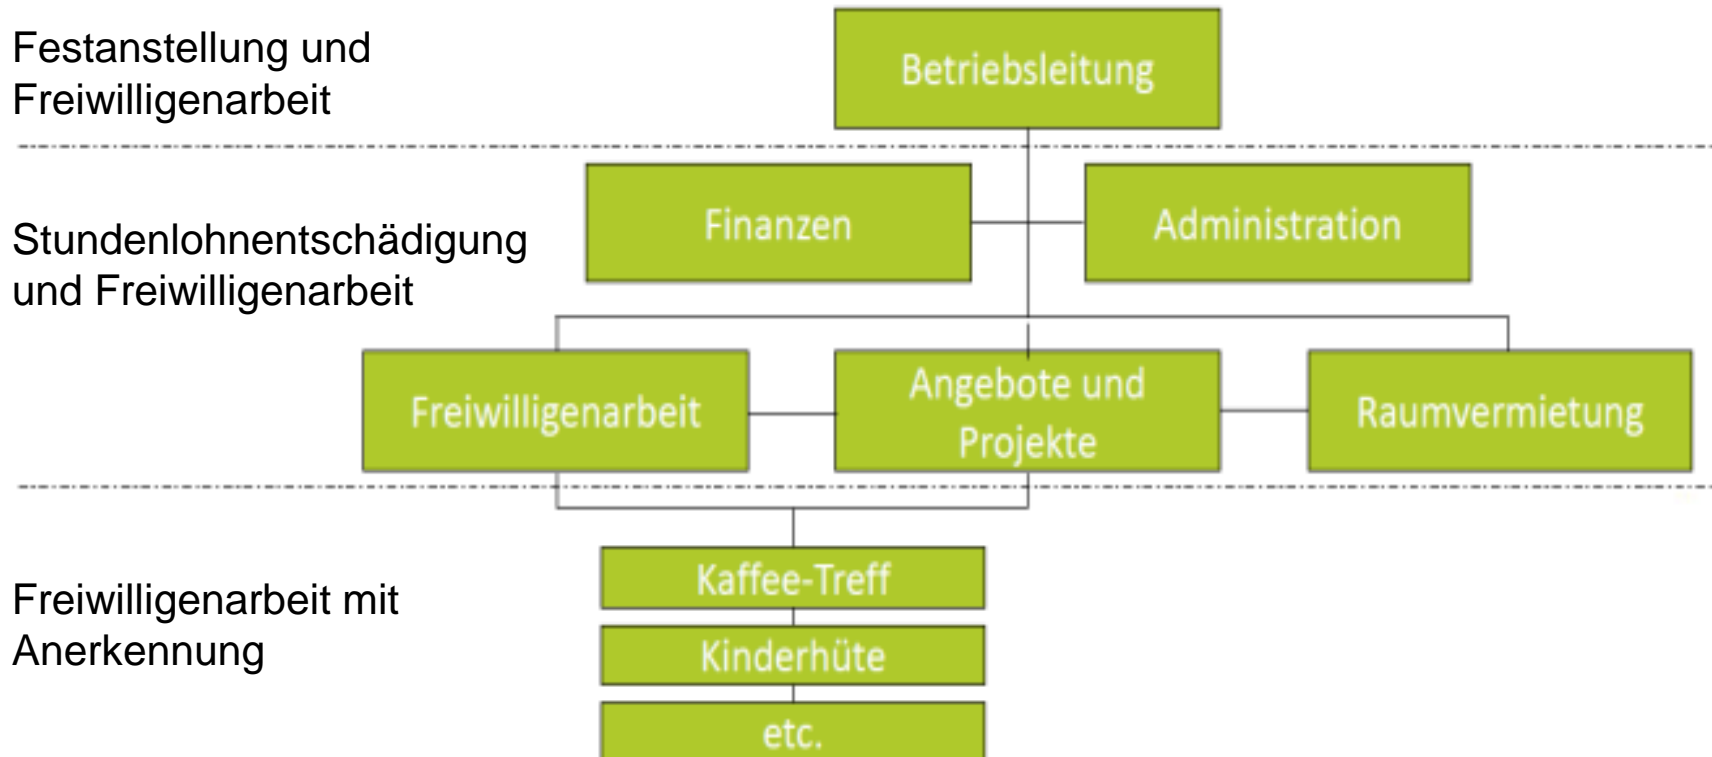 Festanstellung und
Freiwilligenarbeit
Betriebsleitung
Stundenlohnentschädigung
und Freiwilligenarbeit
Finanzen
Administration
Freiwilligenarbeit
Angebote und
Projekte
Raumvermietung
Freiwilligenarbeit mit
Anerkennung
Kaffee-Treff
Kinderhüte
etc.